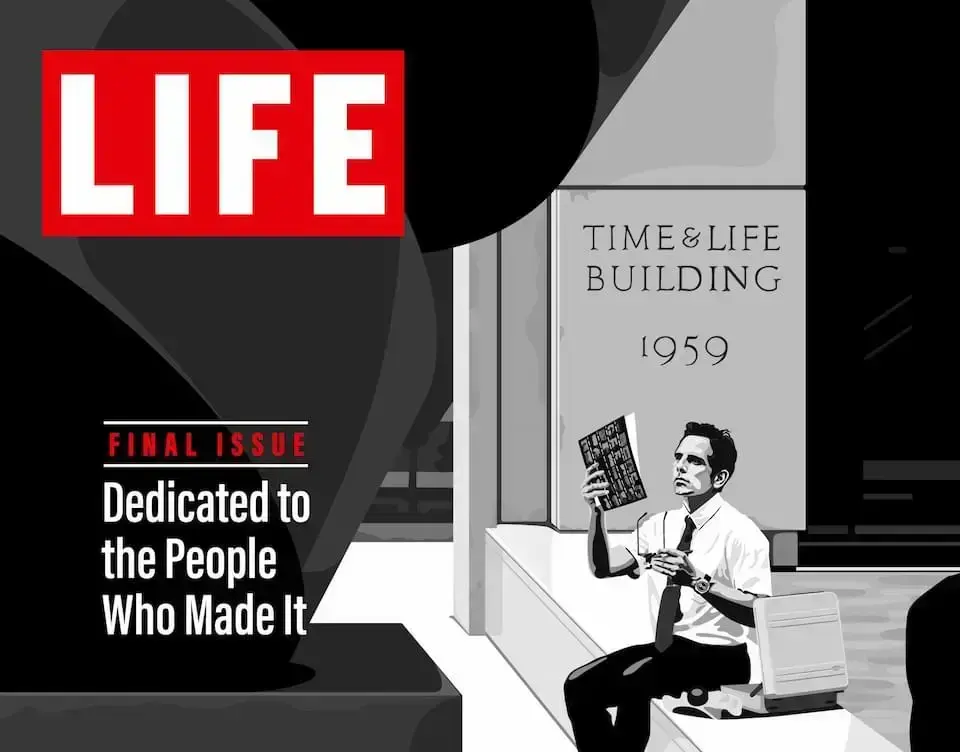 LIFE
TIME & LIFE
BUILDING
1959
FINAL ISSUE
Dedicated to
the People
Who Made It